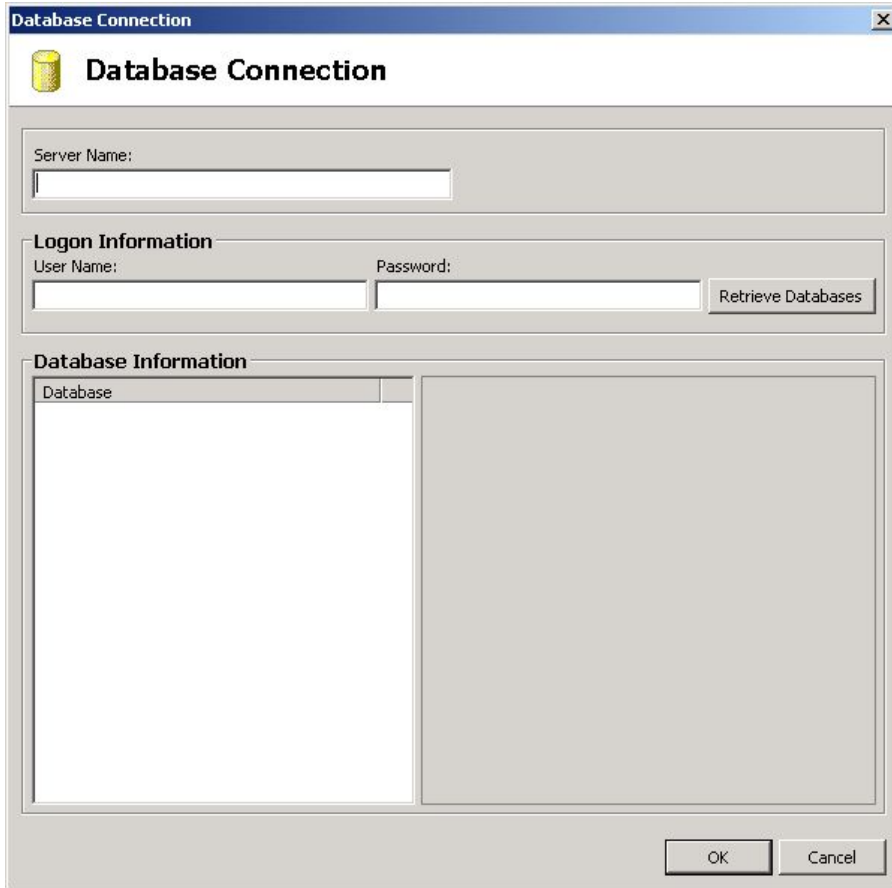 Database Connection
Database Connection
Server Name:
Logon Information
User Name: Password:
Retrieve Databases
Database Information
Database
OK Cancel